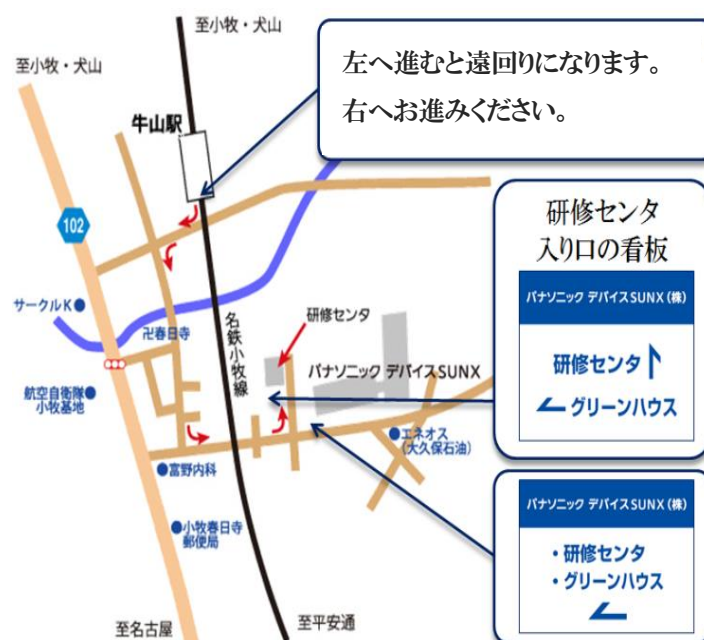 至小牧・犬山
左へ進むと遠回りになります。
右へお進みください。
至小牧・犬山
牛山駅
102
研修センタ
入り口の看板
パナソニック デバイスSUNX(株)
研修センタ
グリーンハウス
サークルK
卍春日寺
名鉄小牧線
研修センタ
パナソニック デバイスSUNX
航空自衛隊
小牧基地
エネオス
(大久保石油)
富野内科
小牧春日寺
郵便局
パナソニック デバイスSUNX(株)
・研修センタ
・グリーンハウス
至名古屋
至平安通